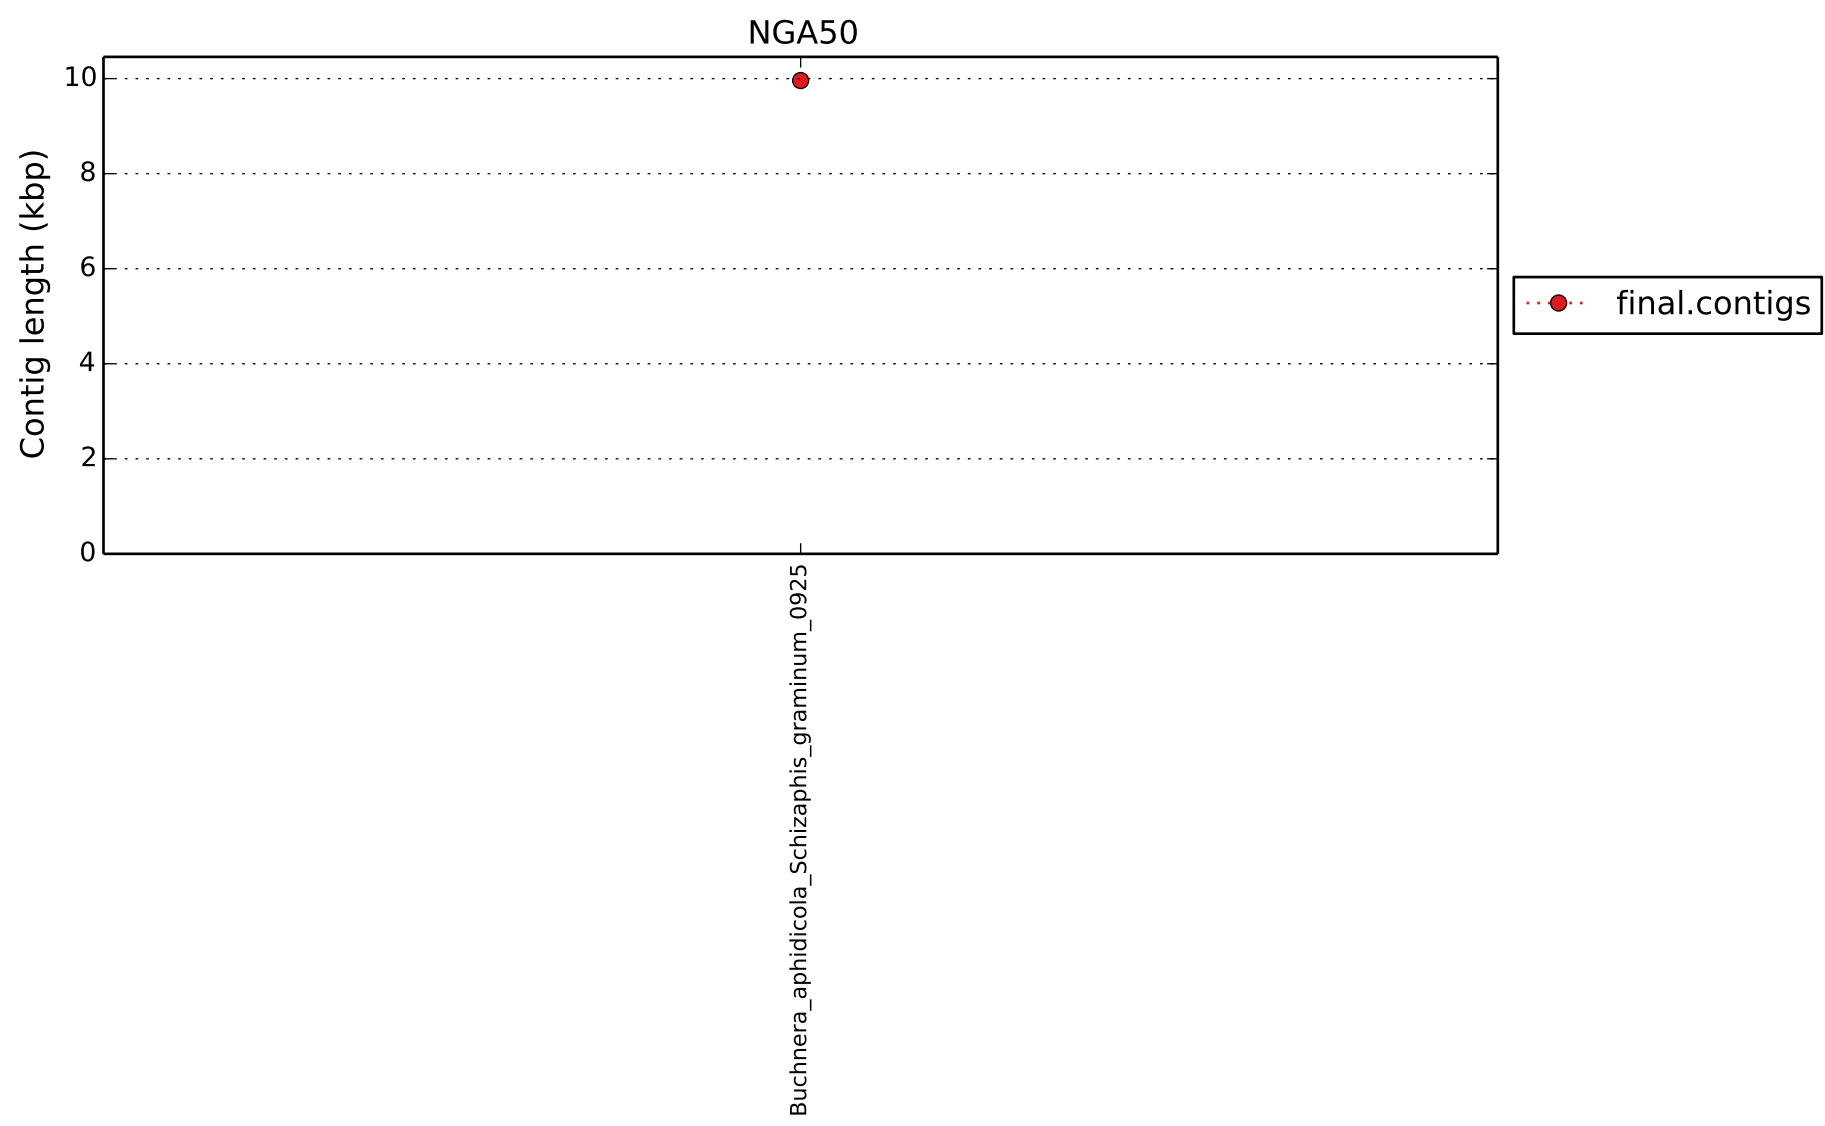 NGA50
Contig length (kbp)
10
8
6
4
2
0
final.contigs
Buchnera_aphidicola_Schizaphis_graminum_0925